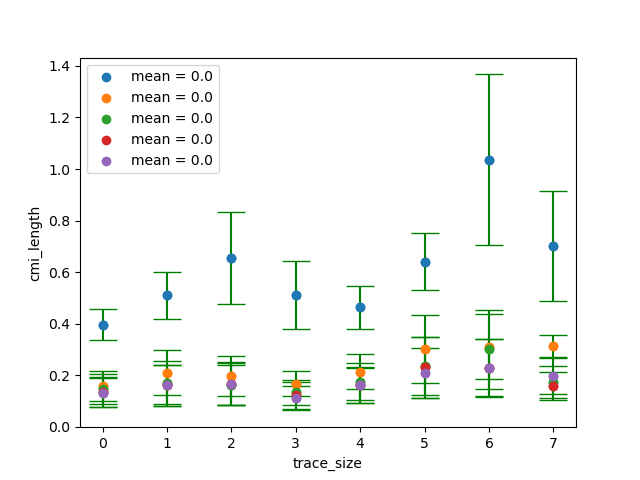 1.4
1.2
1.0
0.8
0.6
0.4
0.2
0.0
cmi_length
mean = 0.0
mean = 0.0
mean = 0.0
mean = 0.0
mean = 0.0
0 1 2 3 4 5 6 7
trace_size